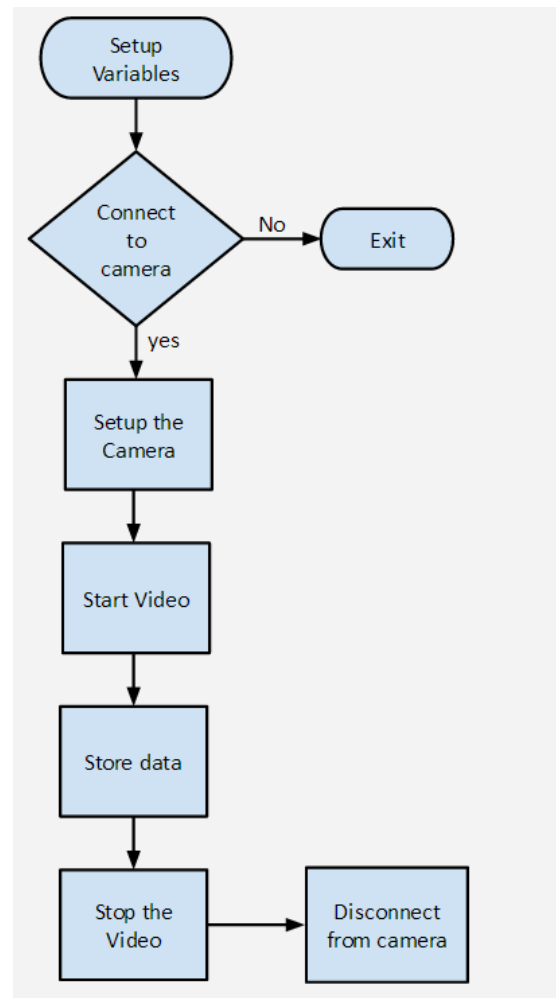 Setup
Variables
Connect
to
camera
No
Exit
yes
Setup the
Camera
Start Video
Store data
Stop the
Video
Disconnect
from camera